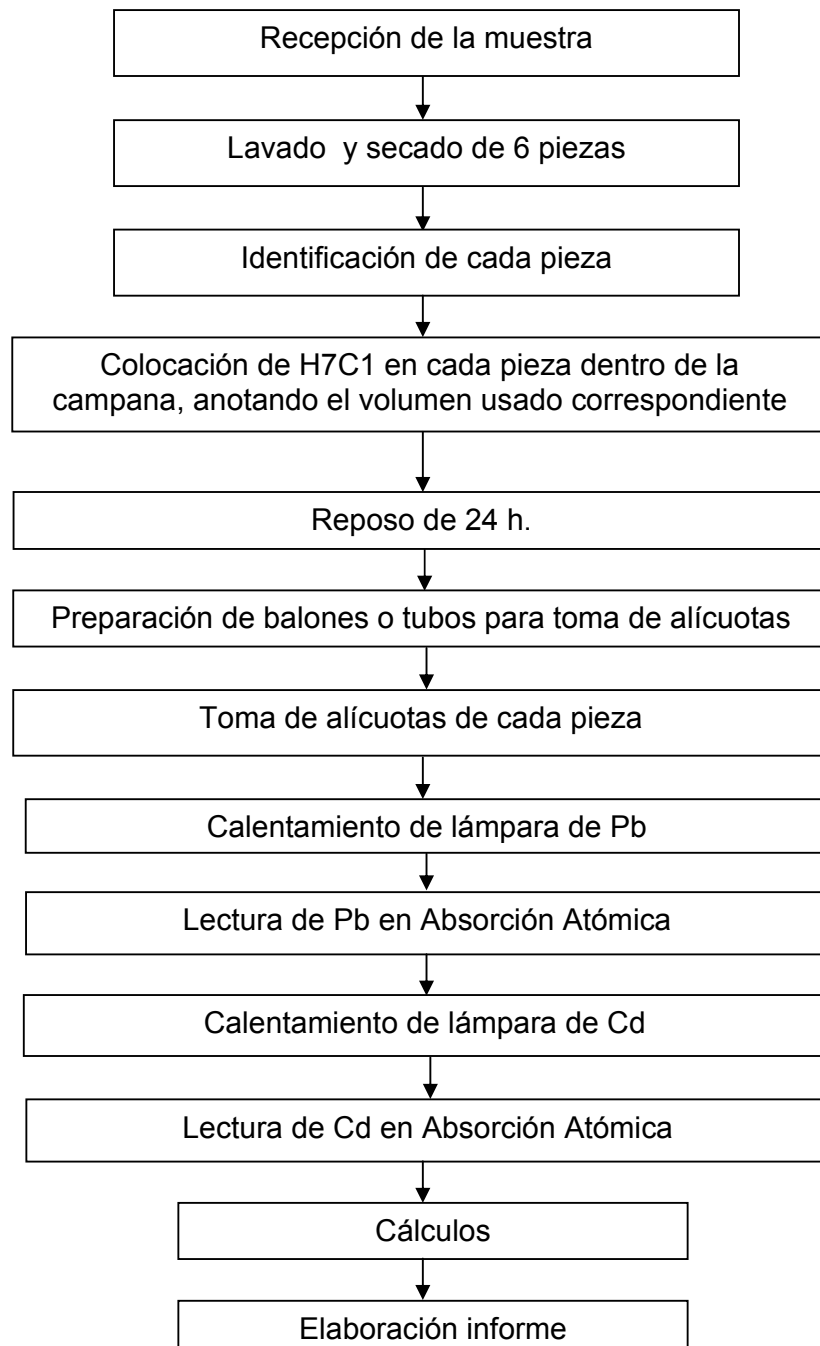 Recepción de la muestra
Lavado y secado de 6 piezas
Identificación de cada pieza
Colocación de H7C1 en cada pieza dentro de la
campana, anotando el volumen usado correspondiente
Reposo de 24 h.
Preparación de balones o tubos para toma de alícuotas
Toma de alícuotas de cada pieza
Calentamiento de lámpara de Pb
Lectura de Pb en Absorción Atómica
Calentamiento de lámpara de Cd
Lectura de Cd en Absorción Atómica
Cálculos
Elaboración informe